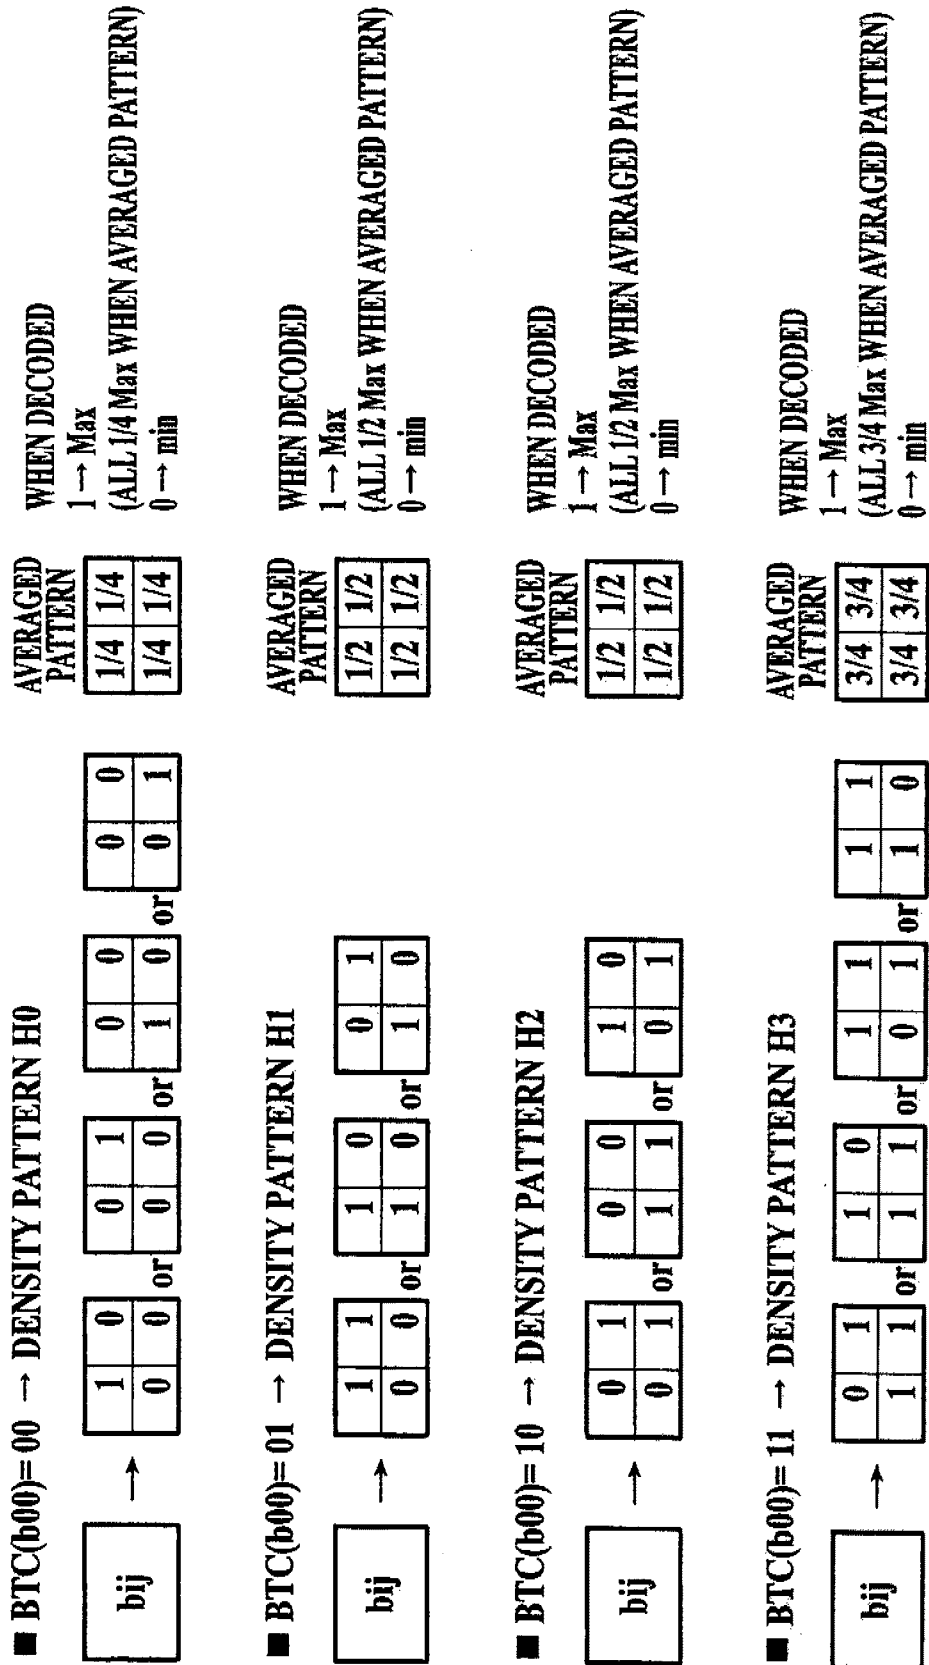 ■ BTC(b00)= 00 → DENSITY PATTERN H0
bij → 1 0 or 0 1 or 0 0 or 0 0
0 0 0 0 1 0 0 1
AVERAGED
PATTERN
1/4 1/4
1/4 1/4
WHEN DECODED
1 → Max
(ALL 1/4 Max WHEN AVERAGED PATTERN)
0 → min
■ BTC(b00)= 01 → DENSITY PATTERN H1
bij → 1 1 or 1 0 or 0 1
0 0 1 0 1 0
AVERAGED
PATTERN
1/2 1/2
1/2 1/2
WHEN DECODED
1 → Max
(ALL 1/2 Max WHEN AVERAGED PATTERN)
0 → min
■ BTC(b00)= 10 → DENSITY PATTERN H2
bij → 0 1 or 0 0 or 1 0
0 1 1 1 0 1
AVERAGED
PATTERN
1/2 1/2
1/2 1/2
WHEN DECODED
1 → Max
(ALL 1/2 Max WHEN AVERAGED PATTERN)
0 → min
■ BTC(b00)= 11 → DENSITY PATTERN H3
bij → 0 1 or 1 0 or 1 1 or 1 1
1 1 1 1 0 1 1 0
AVERAGED
PATTERN
3/4 3/4
3/4 3/4
WHEN DECODED
1 → Max
(ALL 3/4 Max WHEN AVERAGED PATTERN)
0 → min